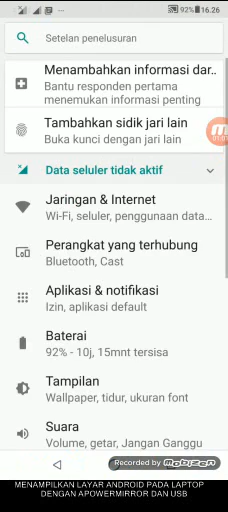 92% 16.26
Setelan penelusuran
Menambahkan informasi dar..
Bantu responden pertama
menemukan informasi penting
Tambahkan sidik jari lain
Buka kunci dengan jari lain
Data seluler tidak aktif
Jaringan & Internet
Wi-Fi, seluler, penggunaan data...
Perangkat yang terhubung
Bluetooth, Cast
Aplikasi & notifikasi
Izin, aplikasi default
Baterai
92% - 10j, 15mnt tersisa
Tampilan
Wallpaper, tidur, ukuran font
Suara
Volume, getar, Jangan Ganggu
Recorded by Mobizen
MENAMPILKAN LAYAR ANDROID PADA LAPTOP
DENGAN APOWERMIRROR DAN USB